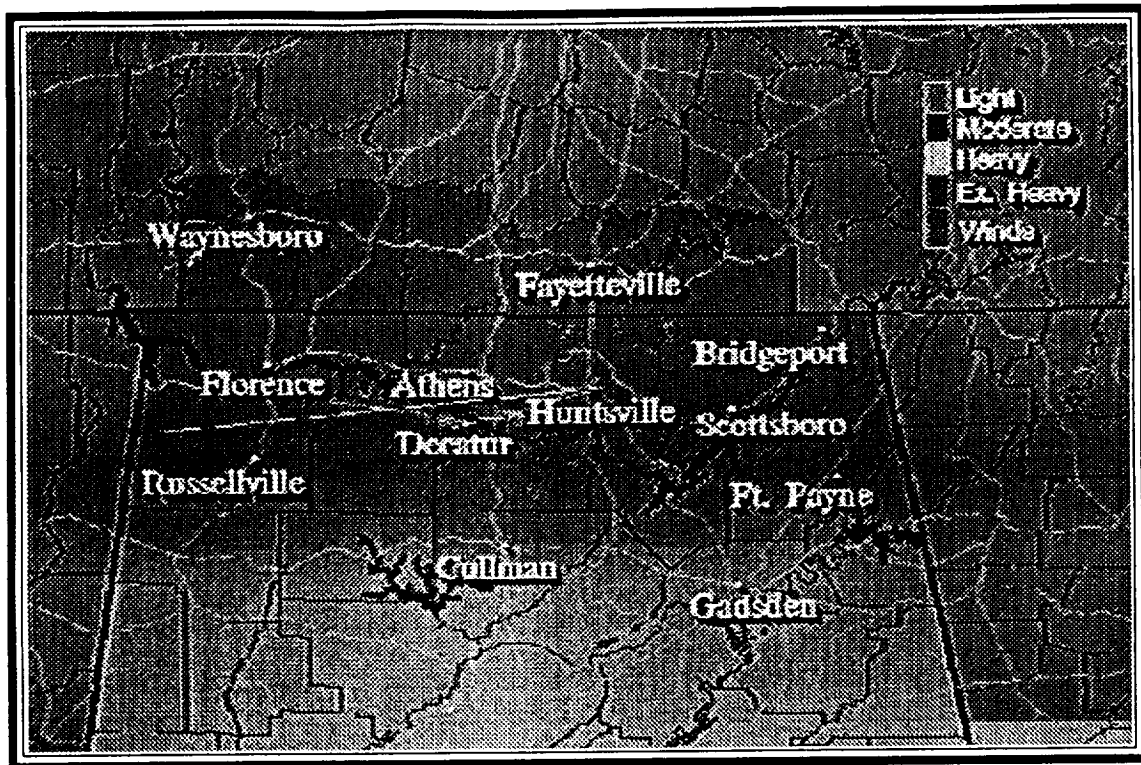 Light
Moderate
Heavy
Ex. Heavy
Winds
Waynesboro
Fayetteville
Bridgeport
Florence
Athens
Huntsville
Scottsboro
Decatur
Russellville
Ft. Payne
Cullman
Gadsden